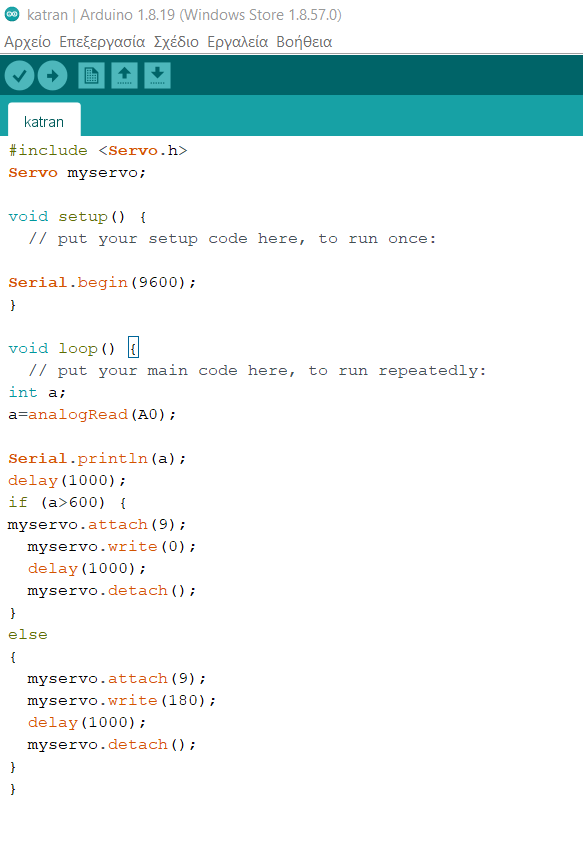 katran | Arduino 1.8.19 (Windows Store 1.8.57.0)
Αρχείο Επεξεργασία Σχέδιο Εργαλεία Βοήθεια
katran
#include <Servo.h>
Servo myservo;
void setup() {
// put your setup code here, to run once:
Serial.begin(9600);
}
void loop() {
// put your main code here, to run repeatedly:
int a;
a=analogRead(A0);
Serial.println(a);
delay(1000);
if (a>600) {
myservo.attach(9);
myservo.write(0);
delay(1000);
myservo.detach();
}
else
{
myservo.attach(9);
myservo.write(180);
delay(1000);
myservo.detach();
}
}